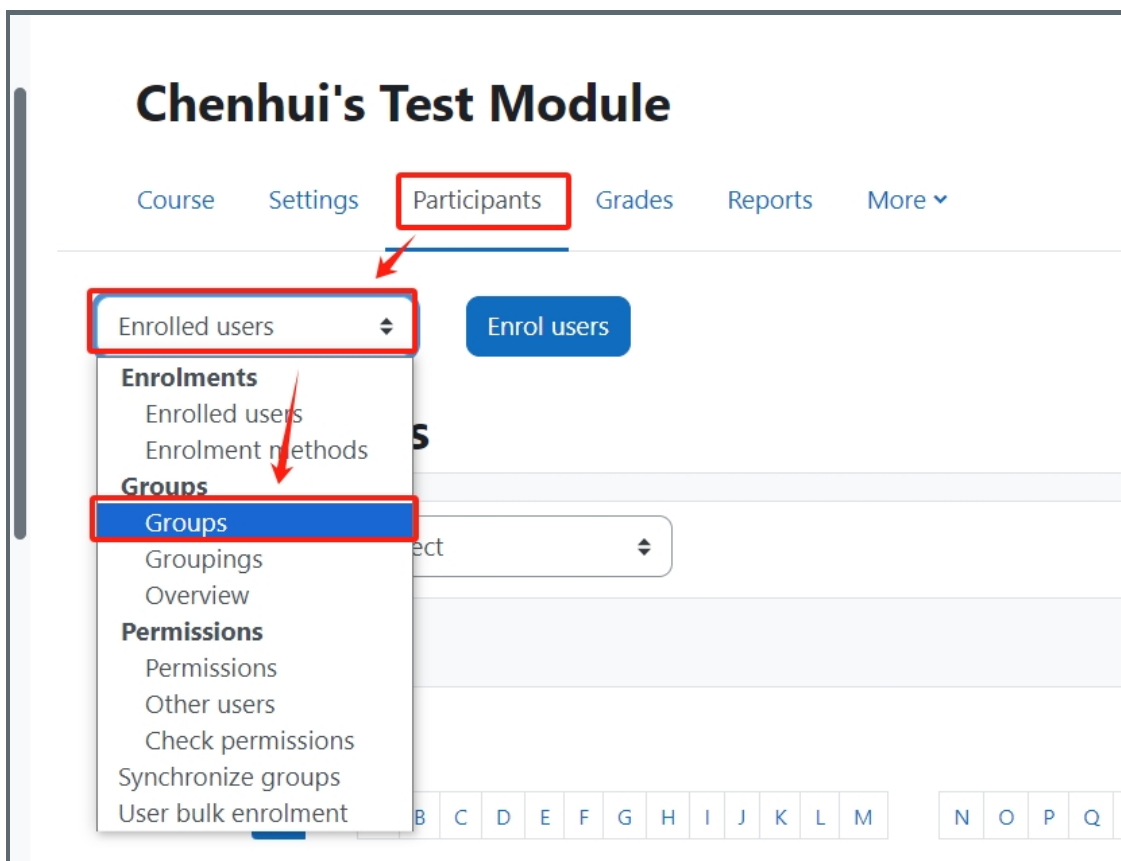 Chenhui's Test Module
Course Settings Participants Grades Reports More
Enrolled users Enrol users
Enrolments
Enrolled users
Enrolment methods
s
Groups
Groups
ect
Groupings
Overview
Permissions
Permissions
Other users
Check permissions
Synchronize groups
User bulk enrolment
B C D E F G H I J K L M N O P Q